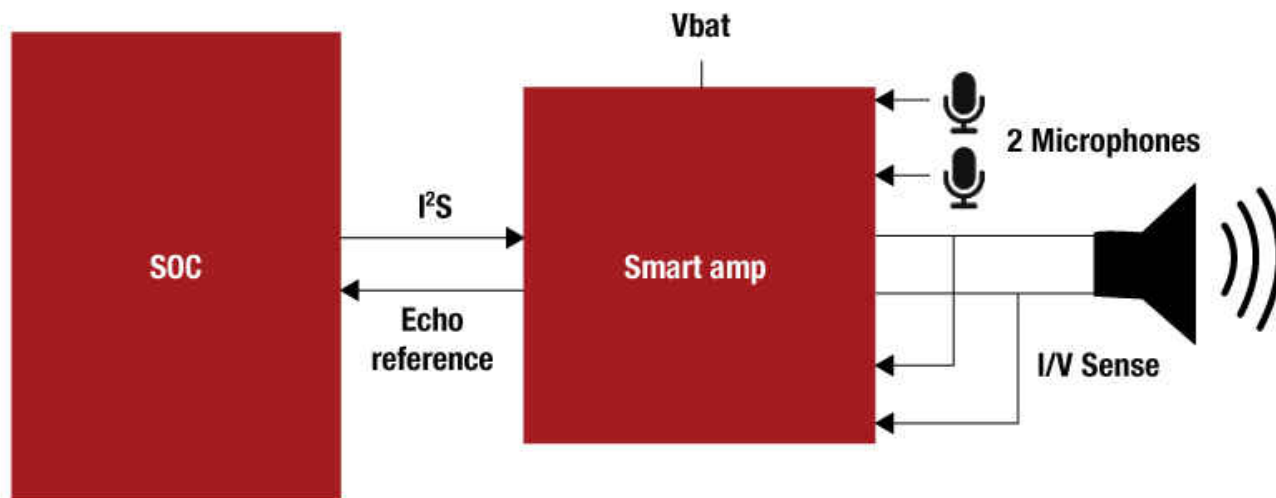 Vbat
2 Microphones
I²S
SOC
Smart amp
Echo
reference
I/V Sense